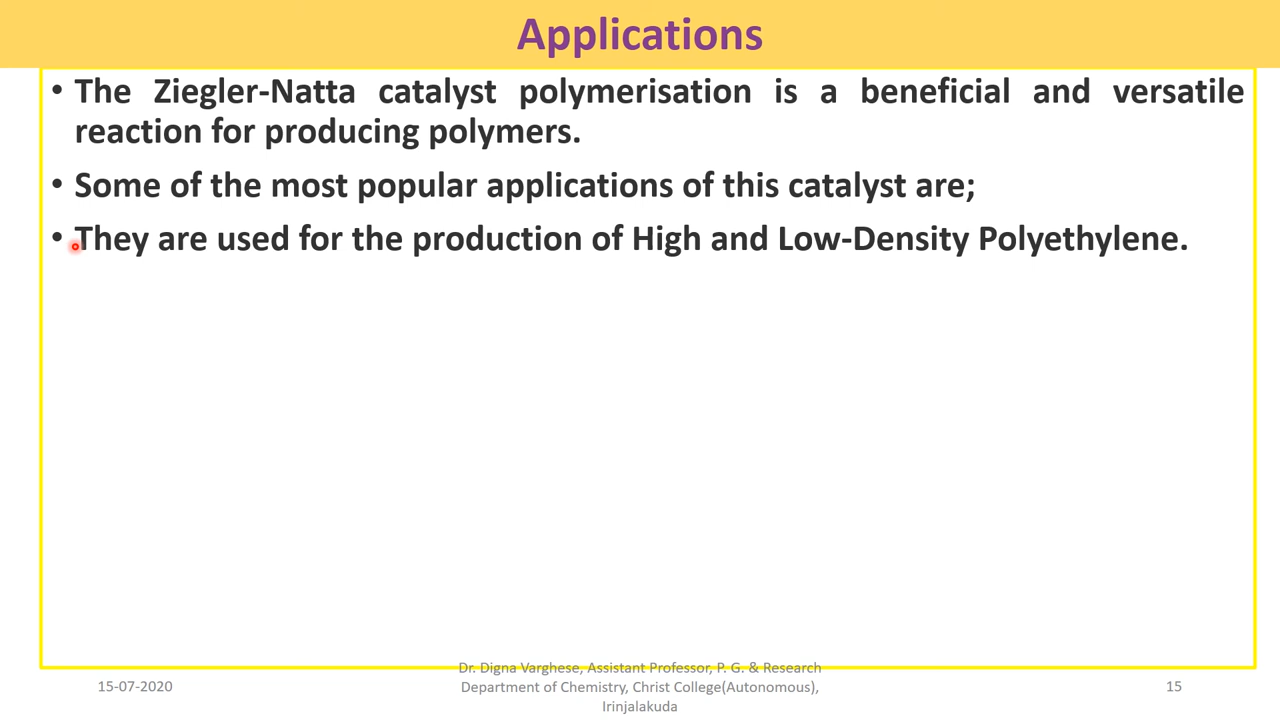 Applications
• The Ziegler-Natta catalyst polymerisation is a beneficial and versatile
reaction for producing polymers.
• Some of the most popular applications of this catalyst are;
• They are used for the production of High and Low-Density Polyethylene.
15-07-2020
Dr. Digna Varghese, Assistant Professor, P. G. & Research
Department of Chemistry, Christ College(Autonomous),
Irinjalakuda
15